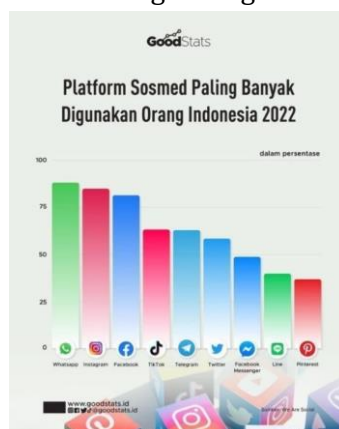 GoodStats
Platform Sosmed Paling Banyak
Digunakan Orang Indonesia 2022
dalam persentase
100
75
50
25
0
Whatsapp Instagram Facebook TikTok Telegram Twitter Facebook Messenger Line Pinterest
www.goodstats.id
@goodstats.id
We Are Social